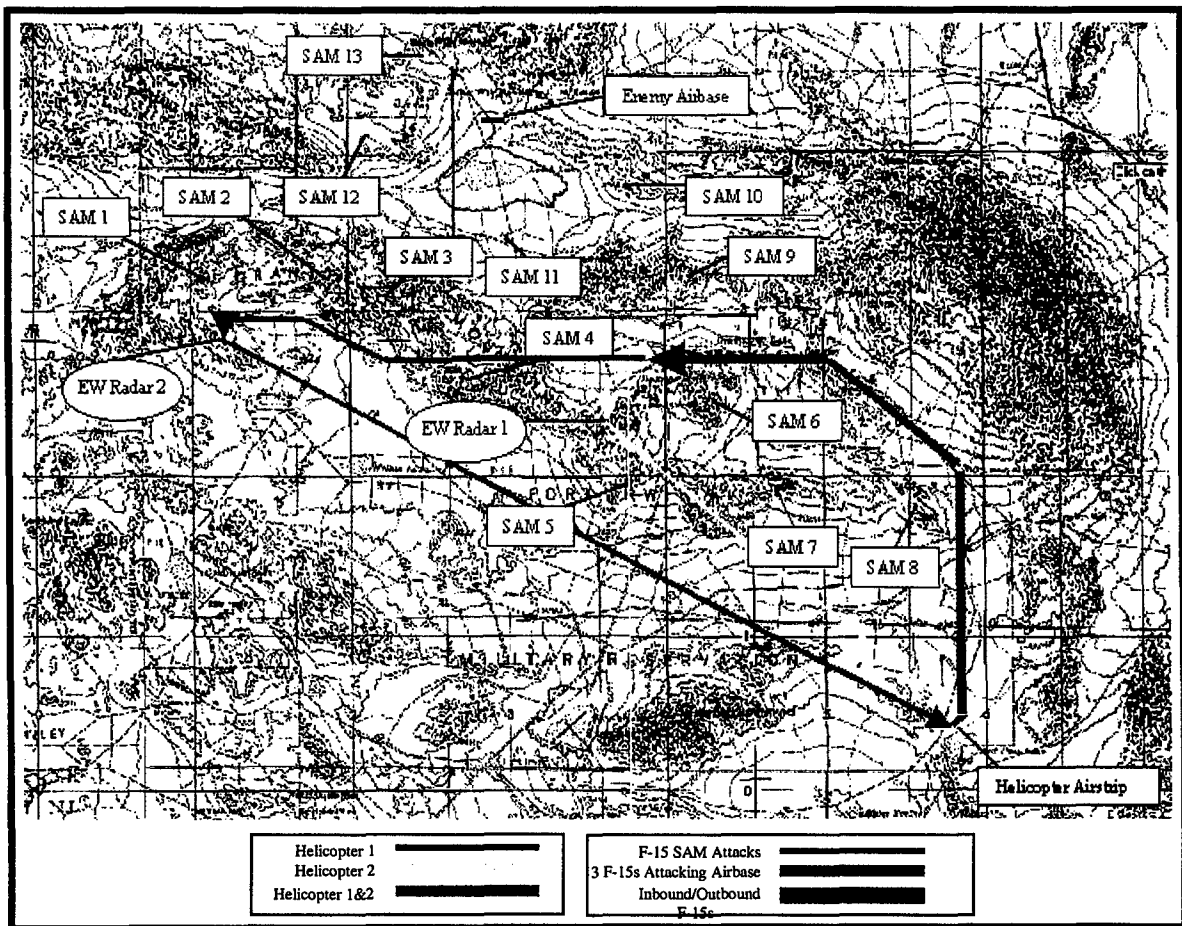 SAM 13
Enemy Airbase
SAM 2
SAM 12
SAM 10
SAM 1
SAM 3
SAM 11
SAM 9
SAM 4
EW Radar 2
EW Radar 1
SAM 6
SAM 5
SAM 7
SAM 8
MILITARY
Helicopter Airstrip
Helicopter 1
Helicopter 2
Helicopter 1&2
F-15 SAM Attacks
3 F-15s Attacking Airbase
Inbound/Outbound
F-15s